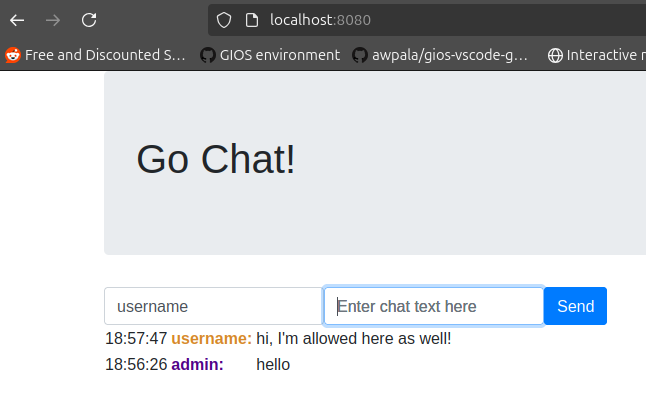 localhost:8080
Free and Discounted S…
GIOS environment
awpala/gios-vscode-g…
Interactive
Go Chat!
username
Enter chat text here
Send
18:57:47 username: hi, I'm allowed here as well!
18:56:26 admin: hello